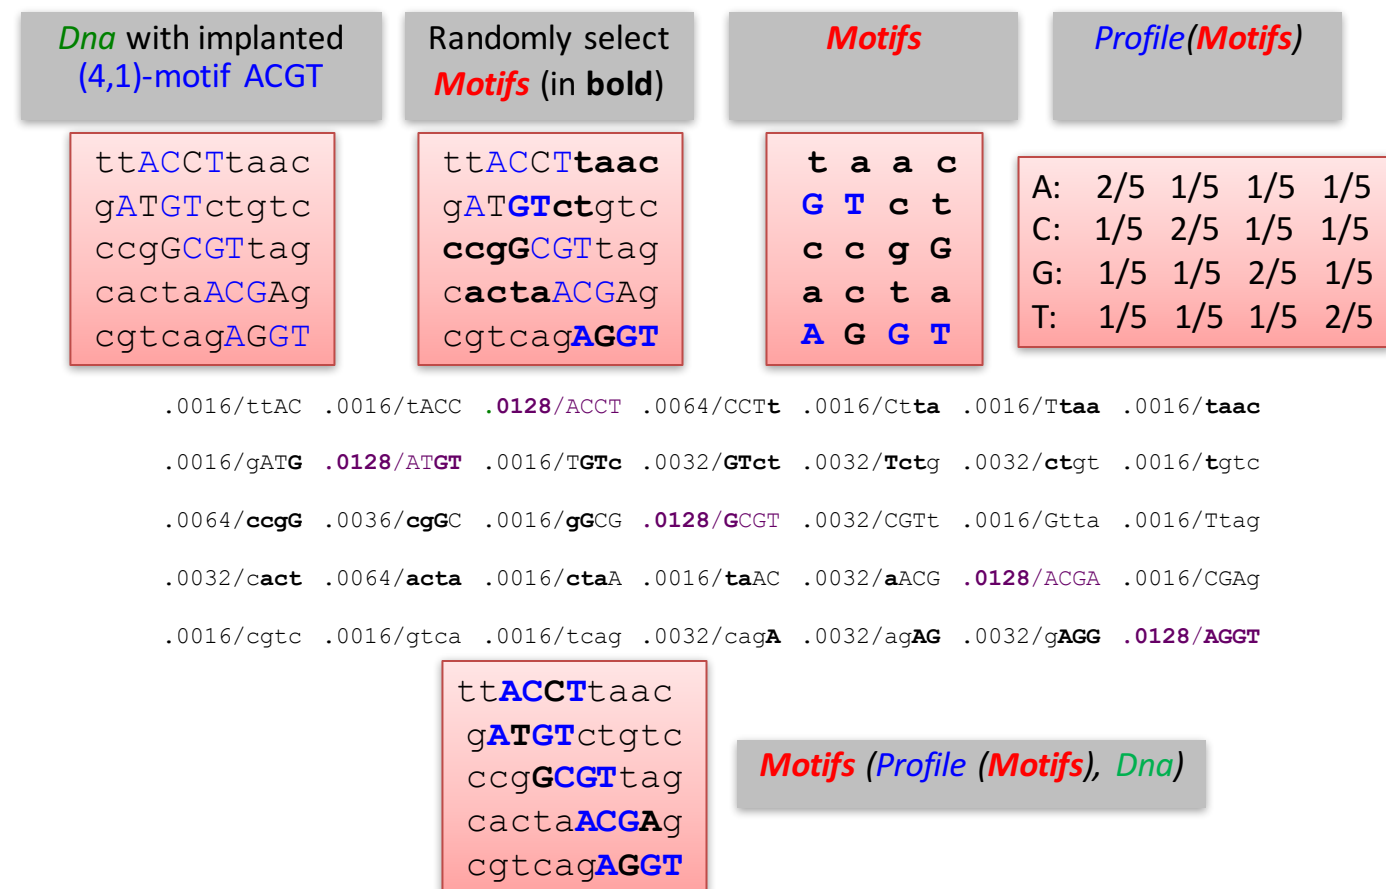 Dna with implanted
(4,1)-motif ACGT
Randomly select
Motifs (in bold)
Motifs
Profile(Motifs)
ttACCTtaac
gATGTctgtc
ccgGCGTtag
cactaACGAg
cgtcagAGGT
ttACCTtaac
gATGTctgtc
ccgGCGTtag
cactaACGAg
cgtcagAGGT
t a a c
G T c t
c c g G
a c t a
A G G T
A: 2/5 1/5 1/5 1/5
C: 1/5 2/5 1/5 1/5
G: 1/5 1/5 2/5 1/5
T: 1/5 1/5 1/5 2/5
.0016/ttAC .0016/tACC .0128/ACCT .0064/CCTt .0016/Ctta .0016/Ttaa .0016/taac
.0016/gATG .0128/ATGT .0016/TGTc .0032/GTct .0032/Tctg .0032/ctgt .0016/tgtc
.0064/ccgG .0036/cgGC .0016/gGCG .0128/GCGT .0032/CGTt .0016/Gtta .0016/Ttag
.0032/cact .0064/acta .0016/ctaA .0016/taAC .0032/aACG .0128/ACGA .0016/CGAg
.0016/cgtc .0016/gtca .0016/tcag .0032/cagA .0032/agAG .0032/gAGG .0128/AGGT
ttACCTtaac
gATGTctgtc
ccgGCGTtag
cactaACGAg
cgtcagAGGT
Motifs (Profile (Motifs), Dna)